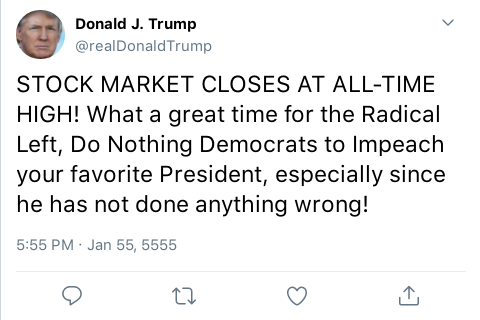 Donald J. Trump
@realDonaldTrump
STOCK MARKET CLOSES AT ALL-TIME
HIGH! What a great time for the Radical
Left, Do Nothing Democrats to Impeach
your favorite President, especially since
he has not done anything wrong!
5:55 PM · Jan 55, 5555